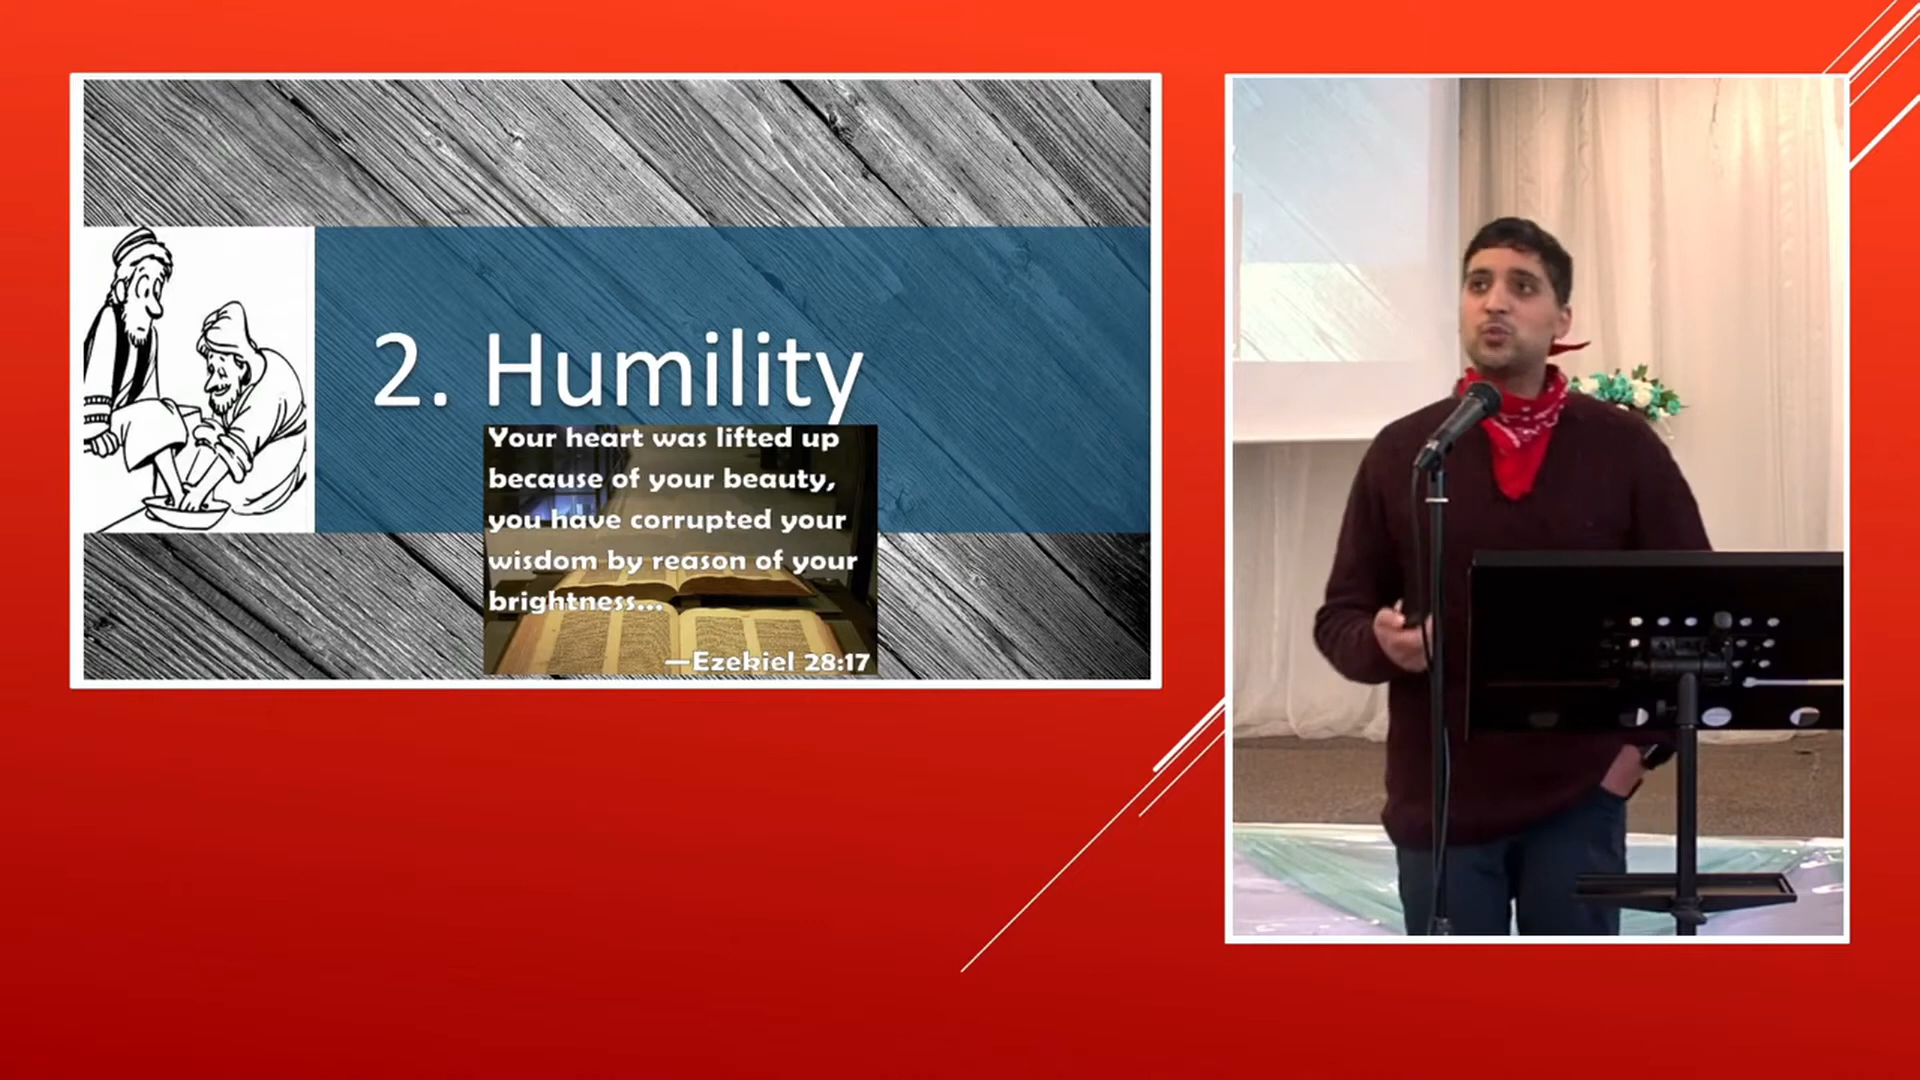 2. Humility
Your heart was lifted up
because of your beauty,
you have corrupted your
wisdom by reason of your
brightness...
—Ezekiel 28:17